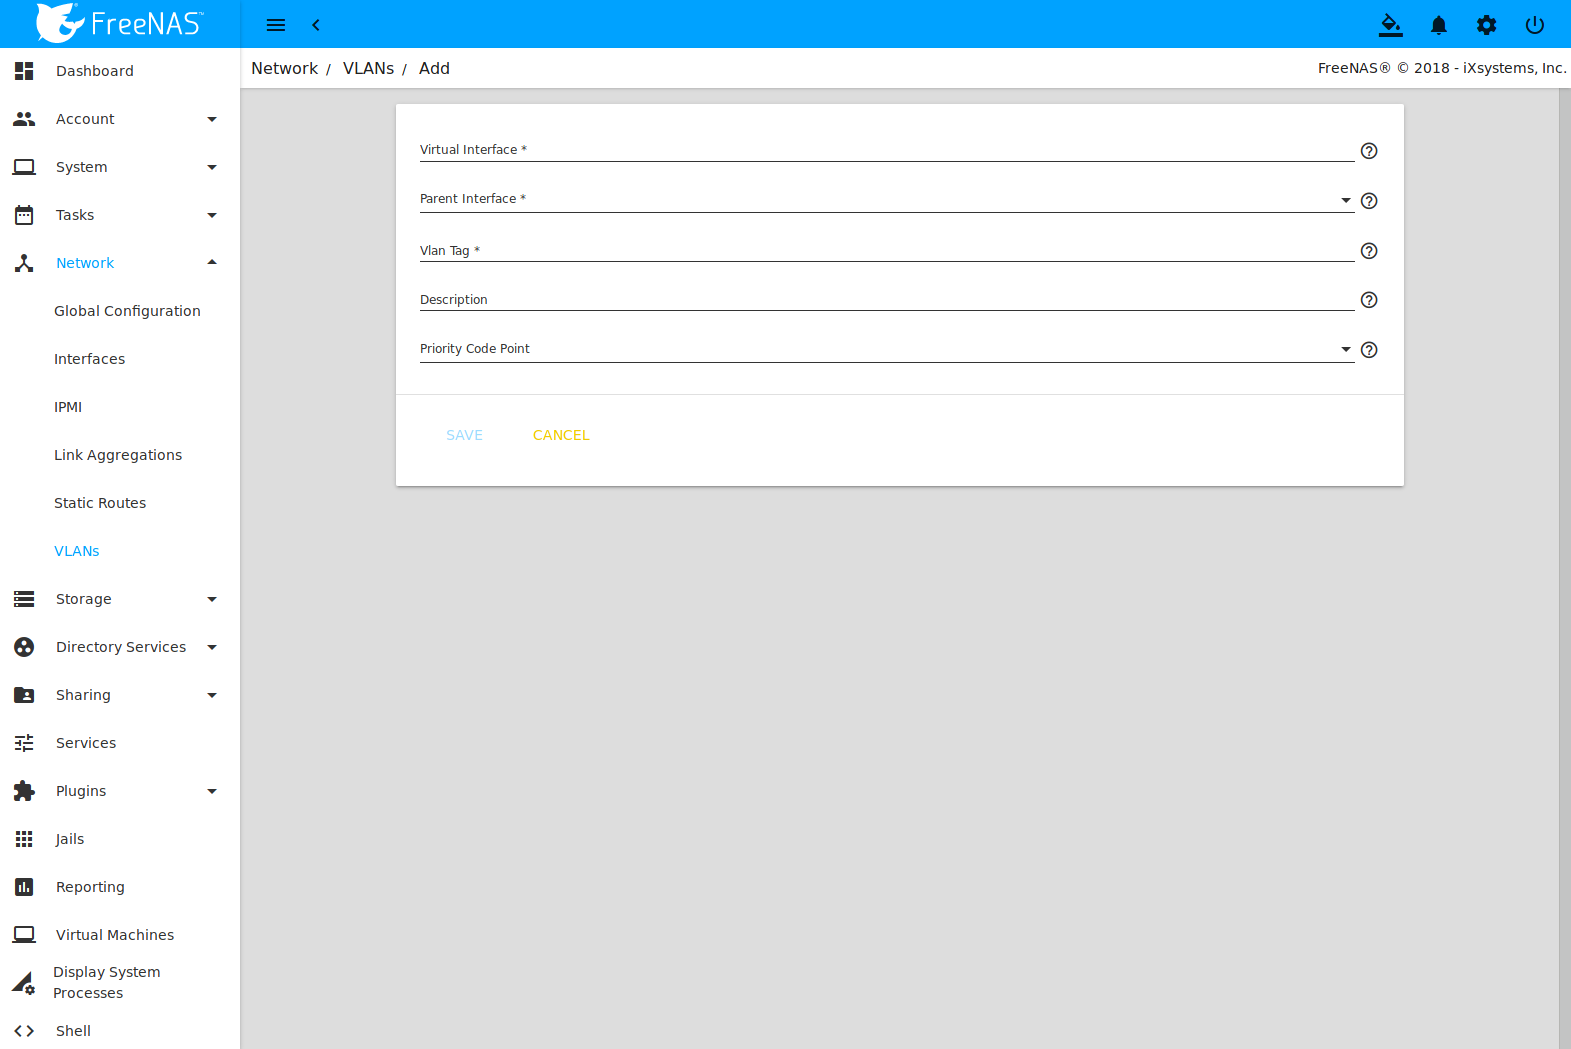 FreeNAS™
Network / VLANs / Add
FreeNAS® © 2018 - iXsystems, Inc.
Dashboard
Account
System
Tasks
Network
Global Configuration
Interfaces
IPMI
Link Aggregations
Static Routes
VLANs
Storage
Directory Services
Sharing
Services
Plugins
Jails
Reporting
Virtual Machines
Display System
Processes
Shell
Virtual Interface *
Parent Interface *
Vlan Tag *
Description
Priority Code Point
SAVE CANCEL